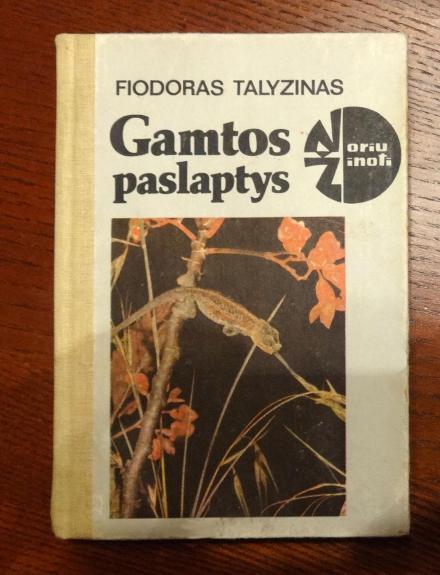 FIODORAS TALYZINAS
Gamtos
paslaptys
Noriu
Žinoti